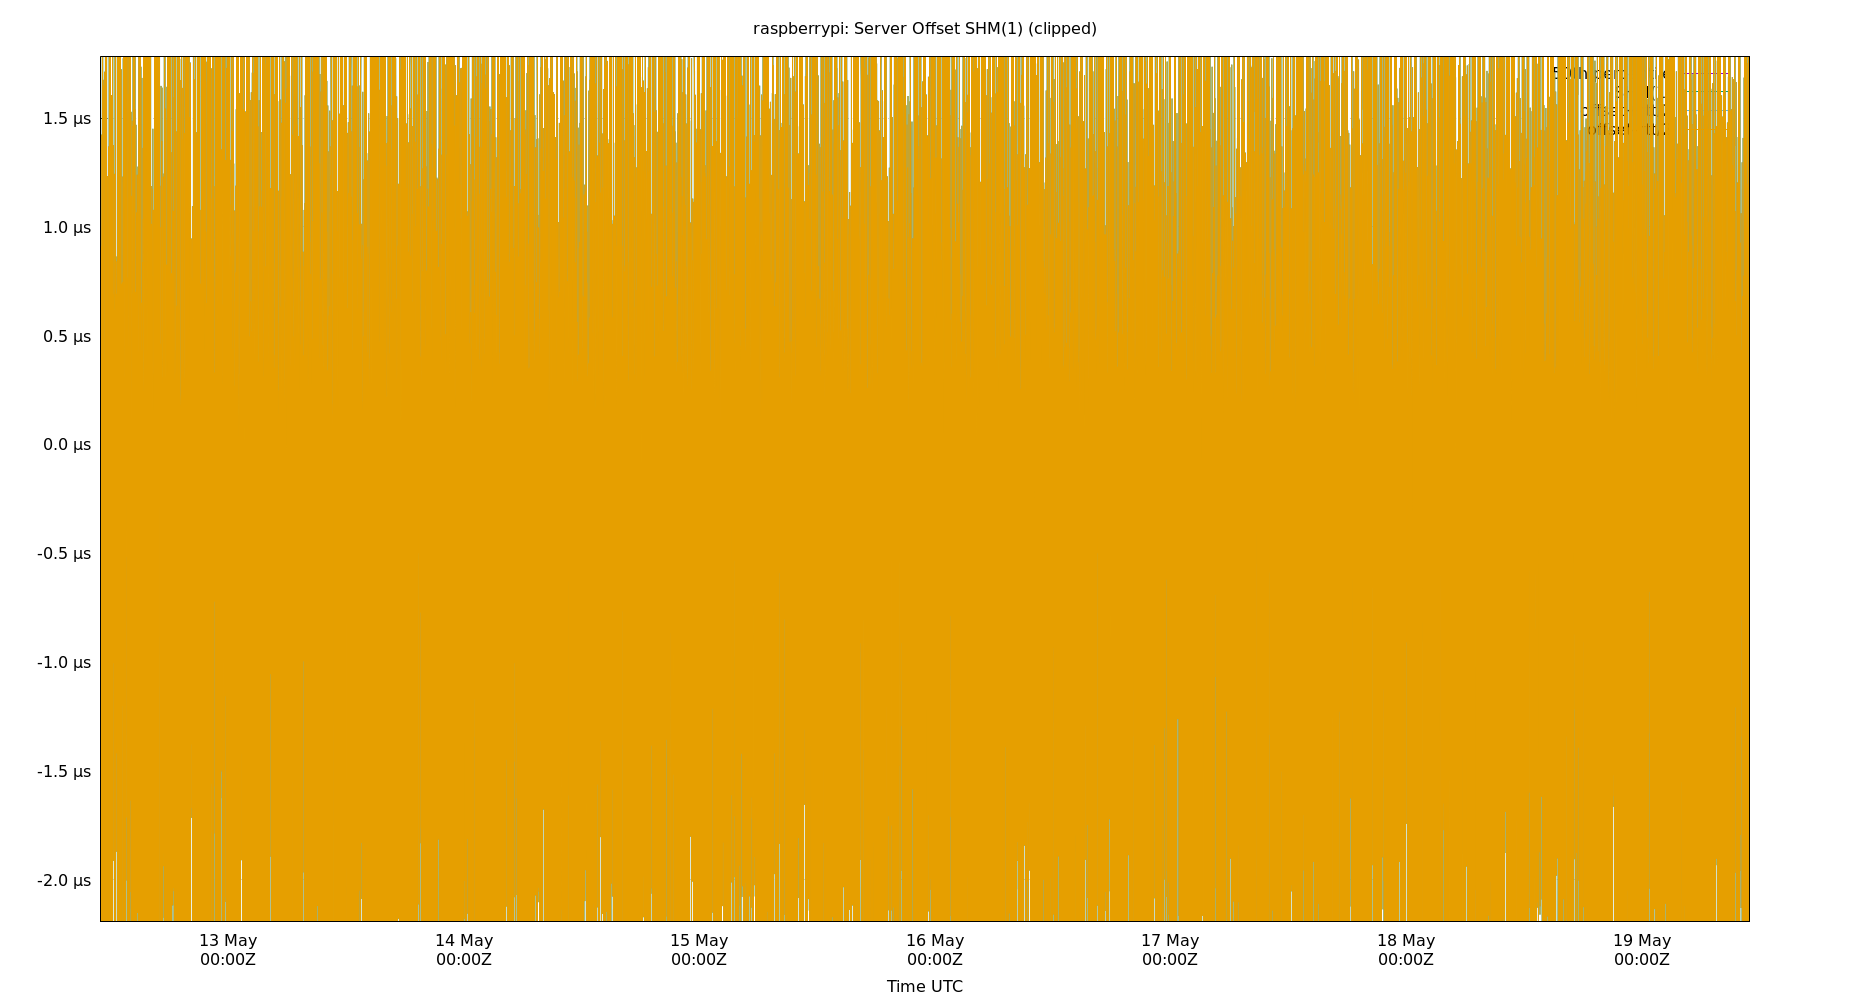 raspberrypi: Server Offset SHM(1) (clipped)
1.5 µs
1.0 µs
0.5 µs
0.0 µs
-0.5 µs
-1.0 µs
-1.5 µs
-2.0 µs
13 May 14 May 15 May 16 May 17 May 18 May 19 May
00:00Z 00:00Z 00:00Z 00:00Z 00:00Z 00:00Z 00:00Z
Time UTC